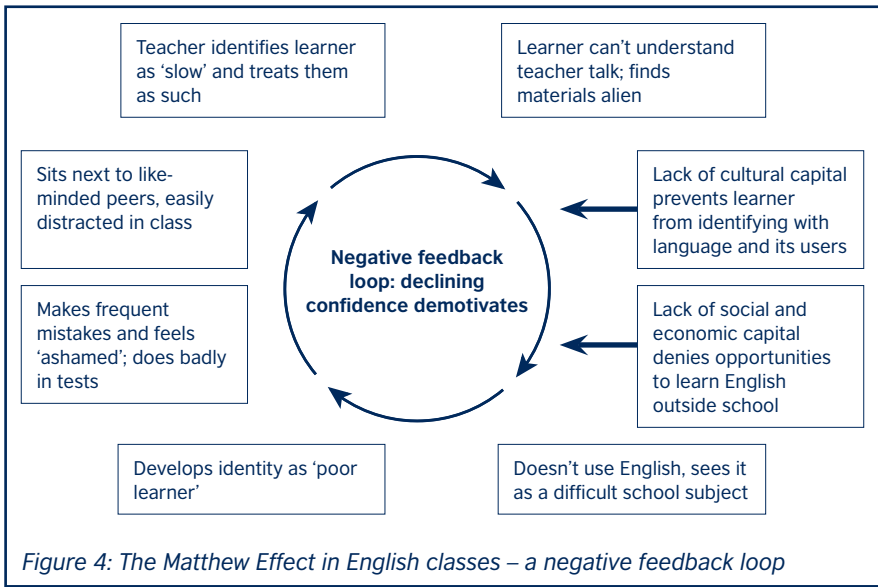 Teacher identifies learner
as ‘slow’ and treats them
as such
Learner can’t understand
teacher talk; finds
materials alien
Sits next to like-
minded peers, easily
distracted in class
Lack of cultural capital
prevents learner
from identifying with
language and its users
Negative feedback
loop: declining
confidence demotivates
Makes frequent
mistakes and feels
‘ashamed’; does badly
in tests
Lack of social and
economic capital
denies opportunities
to learn English
outside school
Develops identity as ‘poor
learner’
Doesn’t use English, sees it
as a difficult school subject
Figure 4: The Matthew Effect in English classes – a negative feedback loop